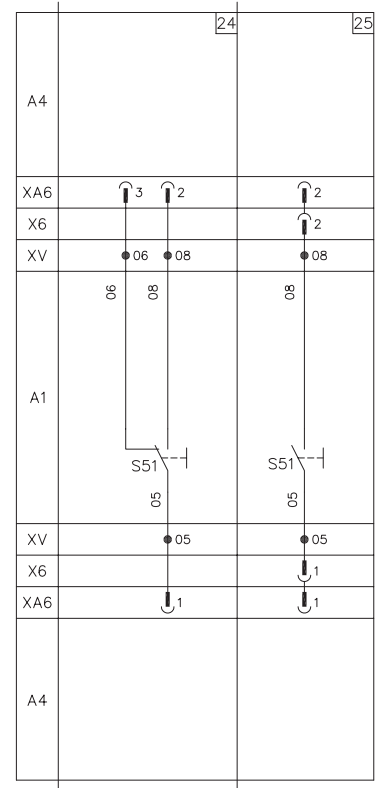 24 25
A4
XA6 3 2 2
X6 2
XV 06 08 08
06 08 08
A1
S51 S51
05 05
XV 05 05
X6 1
XA6 1 1
A4